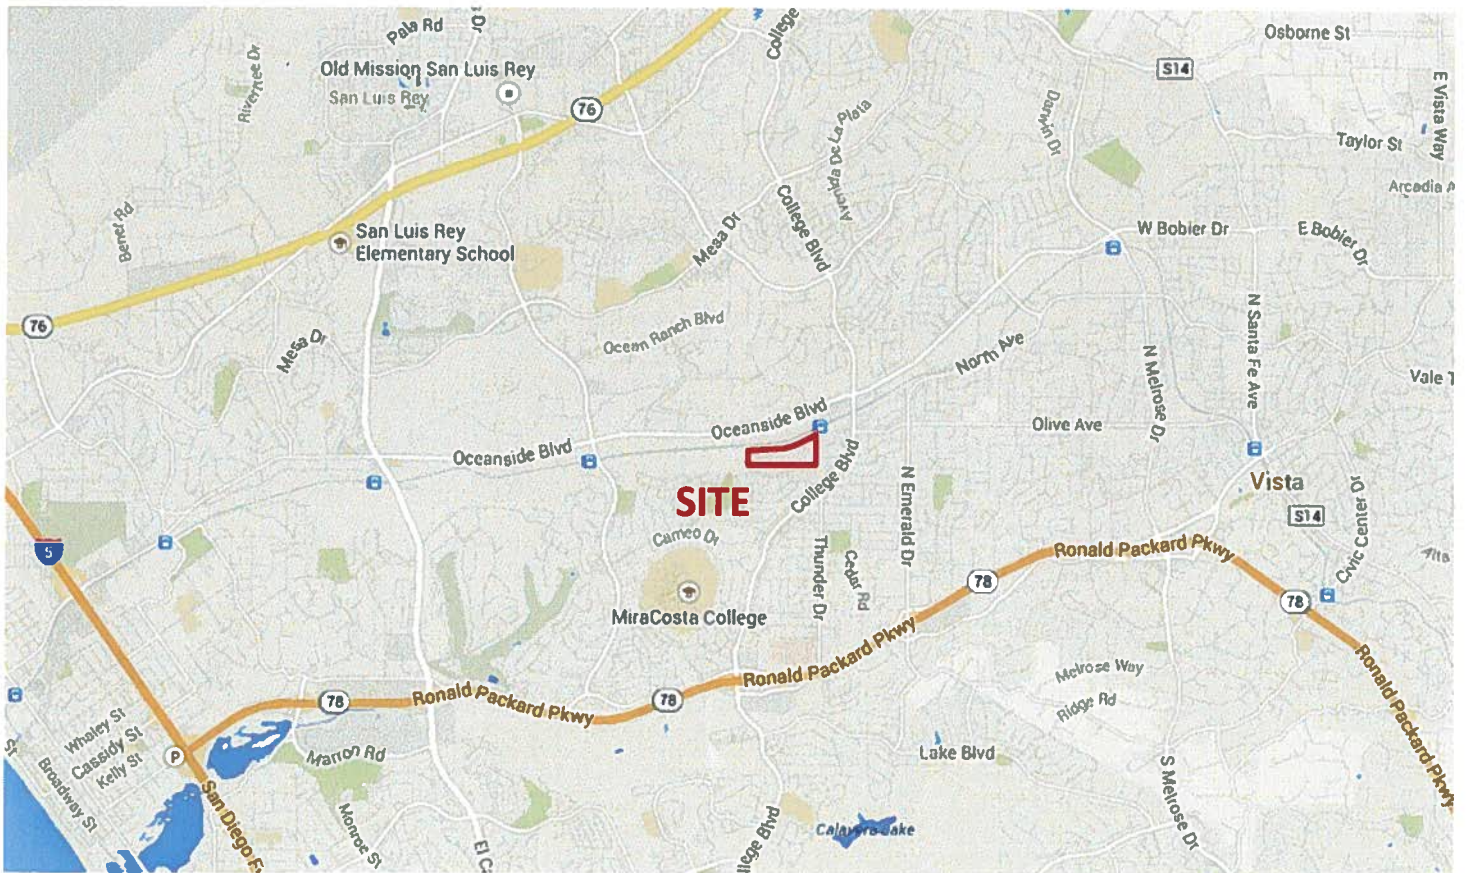 Pala Rd
Dr
College
Osborne St
Rivertree Dr
Old Mission San Luis Rey
San Luis Rey
76
S14
E Vista Way
Darwin Dr
Avenida De La Plata
Taylor St
Arcadia A
Benet Rd
San Luis Rey
Elementary School
Mesa Dr
College Blvd
W Bobier Dr
E Bobier Dr
76
Mesa Dr
Ocean Ranch Blvd
North Ave
N Melrose Dr
N Santa Fe Ave
Vale T
Oceanside Blvd
Oceanside Blvd
Olive Ave
College Blvd
N Emerald Dr
Vista
SITE
S14
Civic Center Dr
Cameo Dr
5
Thunder Dr
Cedar Rd
Ronald Packard Pkwy
Alta
78
78
MiraCosta College
Ronald Packard Pkwy
Ronald Packard Pkwy
78
Ronald Packard Pkwy
78
Melrose Way
Ridge Rd
Ronald Packard Pkwy
Whaley St
Cassidy St
Kelly St
P
Marron Rd
Lake Blvd
St
Broadway St
San Diego F
Monroe St
El C
llege Blvd
Calavera Lake
S Melrose Dr